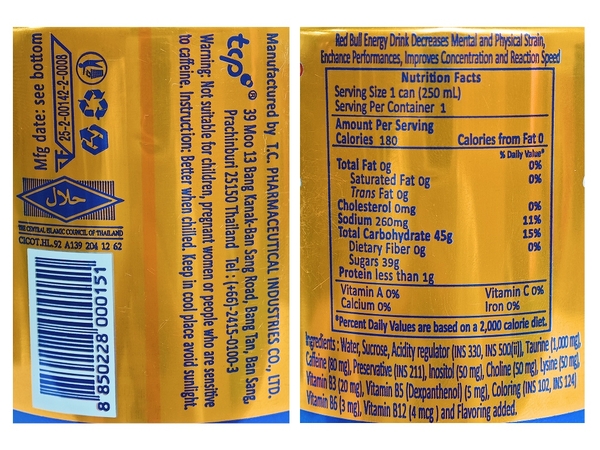 Manufactured by T.C. PHARMACEUTICAL INDUSTRIES CO., LTD.
tcp®
39 Moo 13 Bang Kanak-Ban Sang Road, Bang Tan, Ban Sang,
Prachinburi 25150 Thailand Tel : (+66)-2415-0100-3
Warning: Not suitable for children, pregnant women or people who are sensitive
to caffeine. Instruction: Better when chilled. Keep in cool place avoid sunlight.
Mfg date: see bottom
25-2-00142-2-0008
حلال
THE CENTRAL ISLAMIC COUNCIL OF THAILAND
CICOT.HL. 92 A139 206 12 62
8 850228 000151
Red Bull Energy Drink Decreases Mental and Physical Strain,
Enchance Performances, Improves Concentration and Reaction Speed
Nutrition Facts
Serving Size 1 can (250 mL)
Serving Per Container 1
Amount Per Serving
Calories 180 Calories from Fat 0
% Daily Value*
Total Fat 0g 0%
Saturated Fat 0g 0%
Trans Fat 0g
Cholesterol 0mg 0%
Sodium 260mg 11%
Total Carbohydrate 45g 15%
Dietary Fiber 0g 0%
Sugars 39g
Protein less than 1g
Vitamin A 0% Vitamin C 0%
Calcium 0% Iron 0%
*Percent Daily Values are based on a 2,000 calorie diet.
Ingredients : Water, Sucrose, Acidity regulator (INS 330, INS 500(ii)), Taurine (1,000 mg),
Caffeine (80 mg), Preservative (INS 211), Inositol (50 mg), Choline (50 mg), Lysine (50 mg),
Vitamin B3 (20 mg), Vitamin B5 (Dexpanthenol) (5 mg), Coloring (INS 102, INS 124)
Vitamin B6 (3 mg), Vitamin B12 (4 mcg ) and Flavoring added.